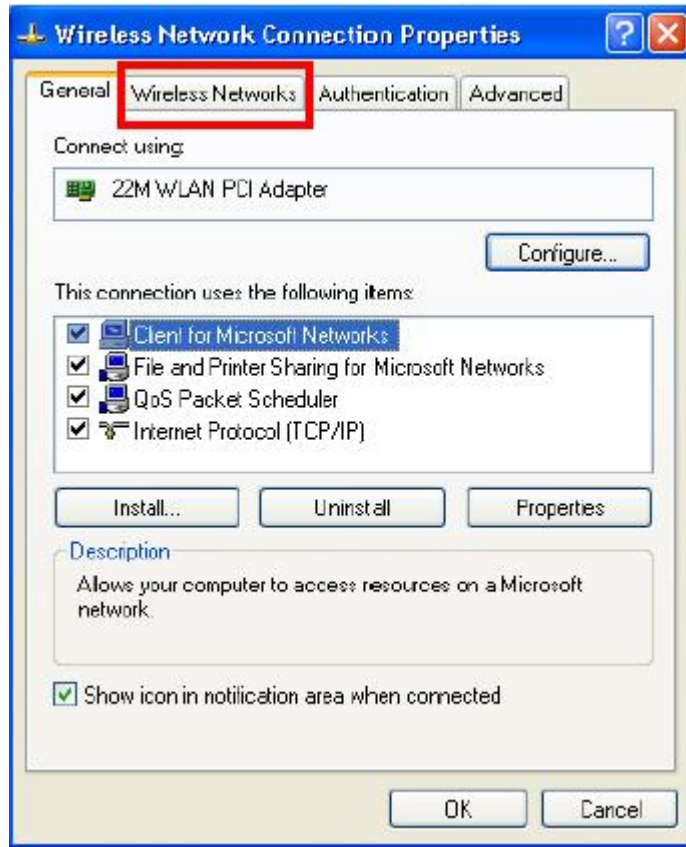 Wireless Network Connection Properties
General Wireless Networks Authentication Advanced
Connect using:
22M WLAN PCI Adapter
Configure...
This connection uses the following items:
Client for Microsoft Networks
File and Printer Sharing for Microsoft Networks
QoS Packet Scheduler
Internet Protocol (TCP/IP)
Install... Uninstall Properties
Description
Allows your computer to access resources on a Microsoft
network.
Show icon in notification area when connected
OK Cancel